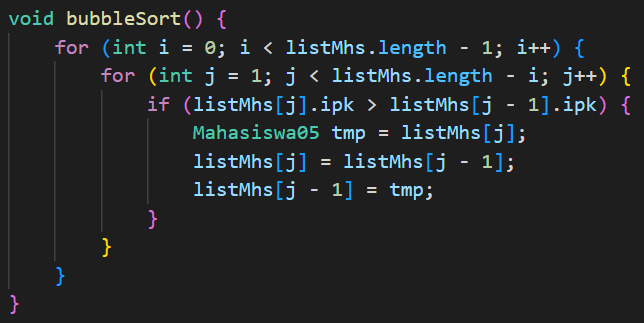 void bubbleSort() {
    for (int i = 0; i < listMhs.length - 1; i++) {
        for (int j = 1; j < listMhs.length - i; j++) {
            if (listMhs[j].ipk > listMhs[j - 1].ipk) {
                Mahasiswa05 tmp = listMhs[j];
                listMhs[j] = listMhs[j - 1];
                listMhs[j - 1] = tmp;
            }
        }
    }
}